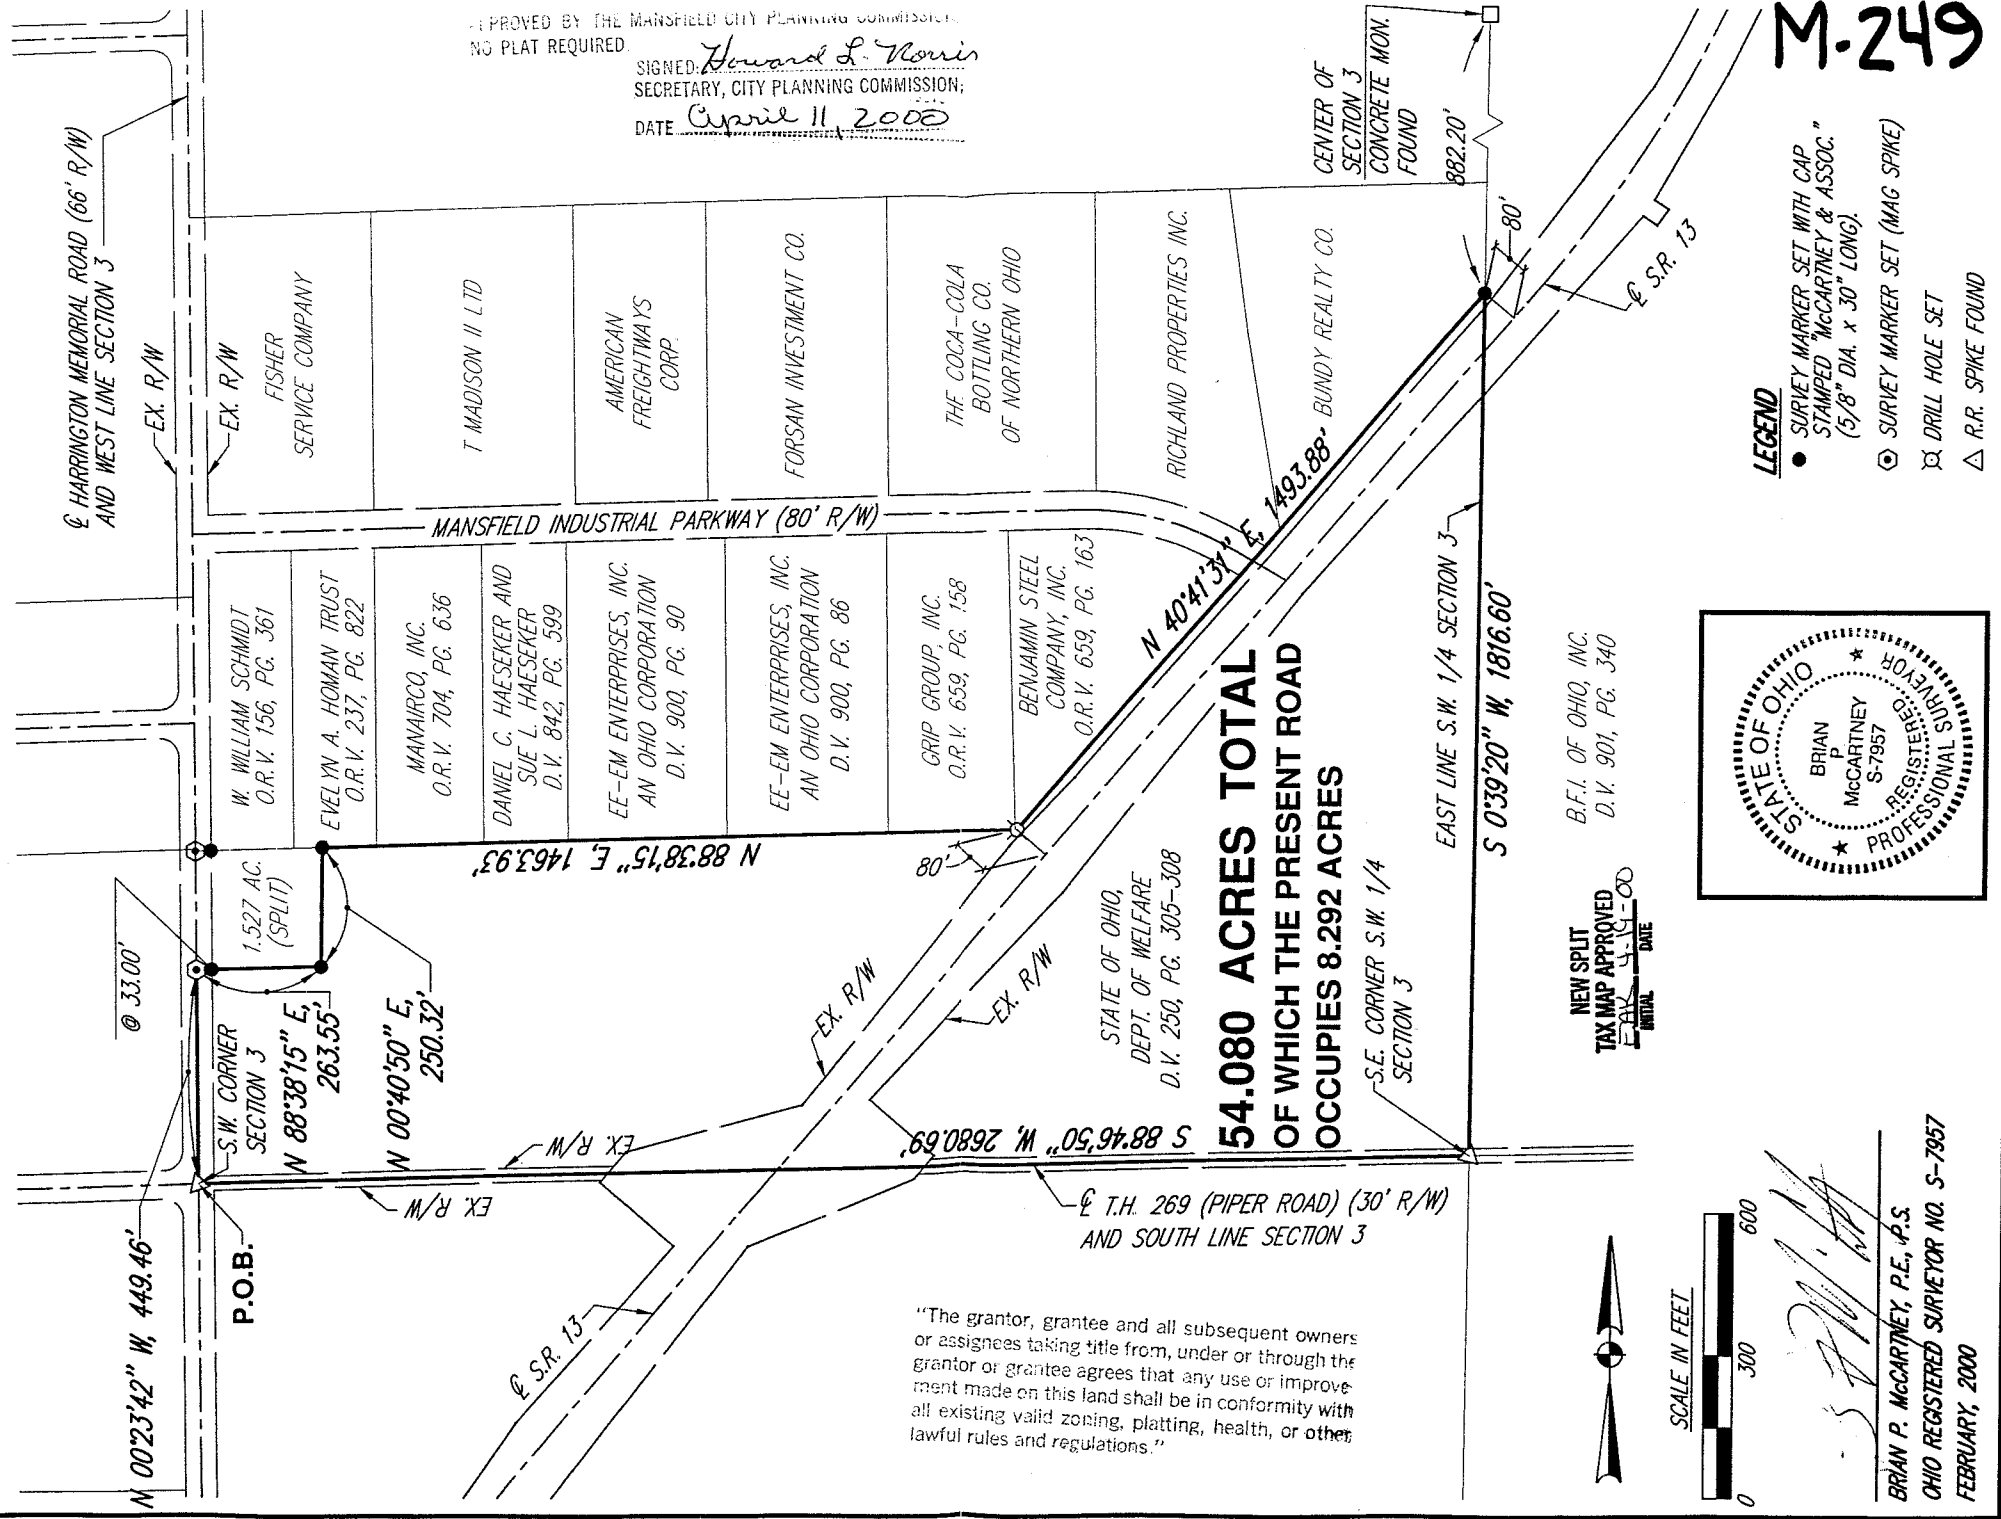 M-249
APPROVED BY THE MANSFIELD CITY PLANNING COMMISSION
NO PLAT REQUIRED.
SIGNED: Howard L. Norris
SECRETARY, CITY PLANNING COMMISSION;
DATE April 11, 2000
℄ HARRINGTON MEMORIAL ROAD (66' R/W)
AND WEST LINE SECTION 3
EX. R/W
EX. R/W
FISHER
SERVICE COMPANY
T MADISON II LTD
AMERICAN
FREIGHTWAYS
CORP.
FORSAN INVESTMENT CO.
THE COCA-COLA
BOTTLING CO.
OF NORTHERN OHIO
RICHLAND PROPERTIES INC.
BUNDY REALTY CO.
CENTER OF
SECTION 3
CONCRETE MON.
FOUND
882.20'
80'
℄ S.R. 13
MANSFIELD INDUSTRIAL PARKWAY (80' R/W)
W. WILLIAM SCHMIDT
O.R.V. 156, PG. 361
EVELYN A. HOMAN TRUST
O.R.V. 237, PG. 822
MANAIRCO, INC.
O.R.V. 704, PG. 636
DANIEL C. HAESEKER AND
SUE L. HAESEKER
D.V. 842, PG. 599
EE-EM ENTERPRISES, INC.
AN OHIO CORPORATION
D.V. 900, PG. 90
EE-EM ENTERPRISES, INC.
AN OHIO CORPORATION
D.V. 900, PG. 86
GRIP GROUP, INC.
O.R.V. 659, PG. 158
BENJAMIN STEEL
COMPANY, INC.
O.R.V. 659, PG. 163
N 40°41'31" E, 1493.88'
EAST LINE S.W. 1/4 SECTION 3
S 0°39'20" W, 1816.60'
B.F.I. OF OHIO, INC.
D.V. 901, PG. 340
N 88°38'15" E, 1463.93'
80'
1.527 AC.
(SPLIT)
@ 33.00'
S.W. CORNER
SECTION 3
N 88°38'15" E,
263.55'
N 00°40'50" E,
250.32'
N 00°23'42" W, 449.46'
P.O.B.
EX. R/W
EX. R/W
STATE OF OHIO,
DEPT. OF WELFARE
D.V. 250, PG. 305-308
54.080 ACRES TOTAL
OF WHICH THE PRESENT ROAD
OCCUPIES 8.292 ACRES
S.E. CORNER S.W. 1/4
SECTION 3
EX. R/W
EX. R/W
S 88°46'50" W, 2680.69'
℄ T.H. 269 (PIPER ROAD) (30' R/W)
AND SOUTH LINE SECTION 3
℄ S.R. 13
"The grantor, grantee and all subsequent owners
or assignees taking title from, under or through the
grantor or grantee agrees that any use or improve-
ment made on this land shall be in conformity with
all existing valid zoning, platting, health, or other
lawful rules and regulations."
LEGEND
● SURVEY MARKER SET WITH CAP
STAMPED "McCARTNEY & ASSOC."
(5/8" DIA. x 30" LONG).
SURVEY MARKER SET (MAG SPIKE)
DRILL HOLE SET
△ R.R. SPIKE FOUND
STATE OF OHIO
BRIAN
P
McCARTNEY
S-7957
REGISTERED
PROFESSIONAL SURVEYOR
NEW SPLIT
TAX MAP APPROVED
4-14-00
INITIAL DATE
SCALE IN FEET
0 300 600
BRIAN P. McCARTNEY, P.E., P.S.
OHIO REGISTERED SURVEYOR NO. S-7957
FEBRUARY, 2000